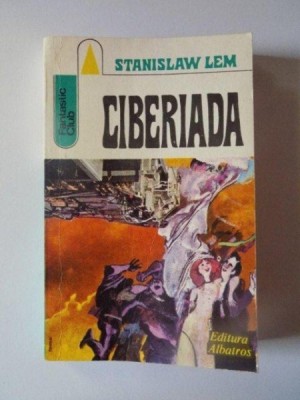 STANISLAW LEM
Fantastic
Club
CIBERIADA
Editura
Albatros